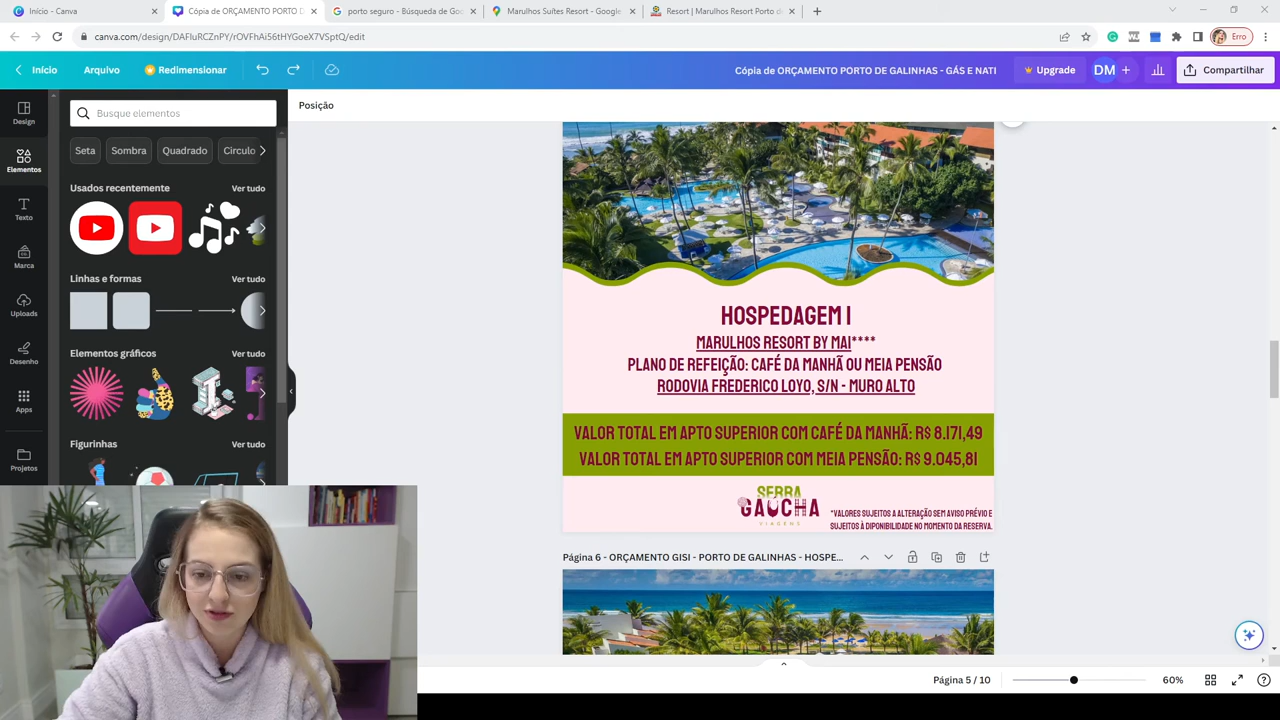 Início - Canva
Cópia de ORÇAMENTO PORTO D
porto seguro - Búsqueda de Goo
Marulhos Suítes Resort - Google
Resort | Marulhos Resort Porto de
canva.com/design/DAFluRCZnPY/rOVFhAi56tHYGoeX7VSptQ/edit
Erro
Início
Arquivo
Redimensionar
Cópia de ORÇAMENTO PORTO DE GALINHAS - GÁS E NATI
Upgrade
DM
Compartilhar
Design
Elementos
Texto
Marca
Uploads
Desenho
Apps
Projetos
Busque elementos
Seta
Sombra
Quadrado
Circulo
Usados recentemente
Ver tudo
Linhas e formas
Ver tudo
Elementos gráficos
Ver tudo
Figurinhas
Ver tudo
Posição
HOSPEDAGEM I
MARULHOS RESORT BY MAI****
PLANO DE REFEIÇÃO: CAFÉ DA MANHÃ OU MEIA PENSÃO
RODOVIA FREDERICO LOYO, S/N - MURO ALTO
VALOR TOTAL EM APTO SUPERIOR COM CAFÉ DA MANHÃ: R$ 8.171,49
VALOR TOTAL EM APTO SUPERIOR COM MEIA PENSÃO: R$ 9.045,81
SERRA
GAÚCHA
VIAGENS
*VALORES SUJEITOS A ALTERAÇÃO SEM AVISO PRÉVIO E
SUJEITOS À DIPONIBILIDADE NO MOMENTO DA RESERVA.
Página 6 - ORÇAMENTO GISI - PORTO DE GALINHAS - HOSPE...
Página 5 / 10
60%